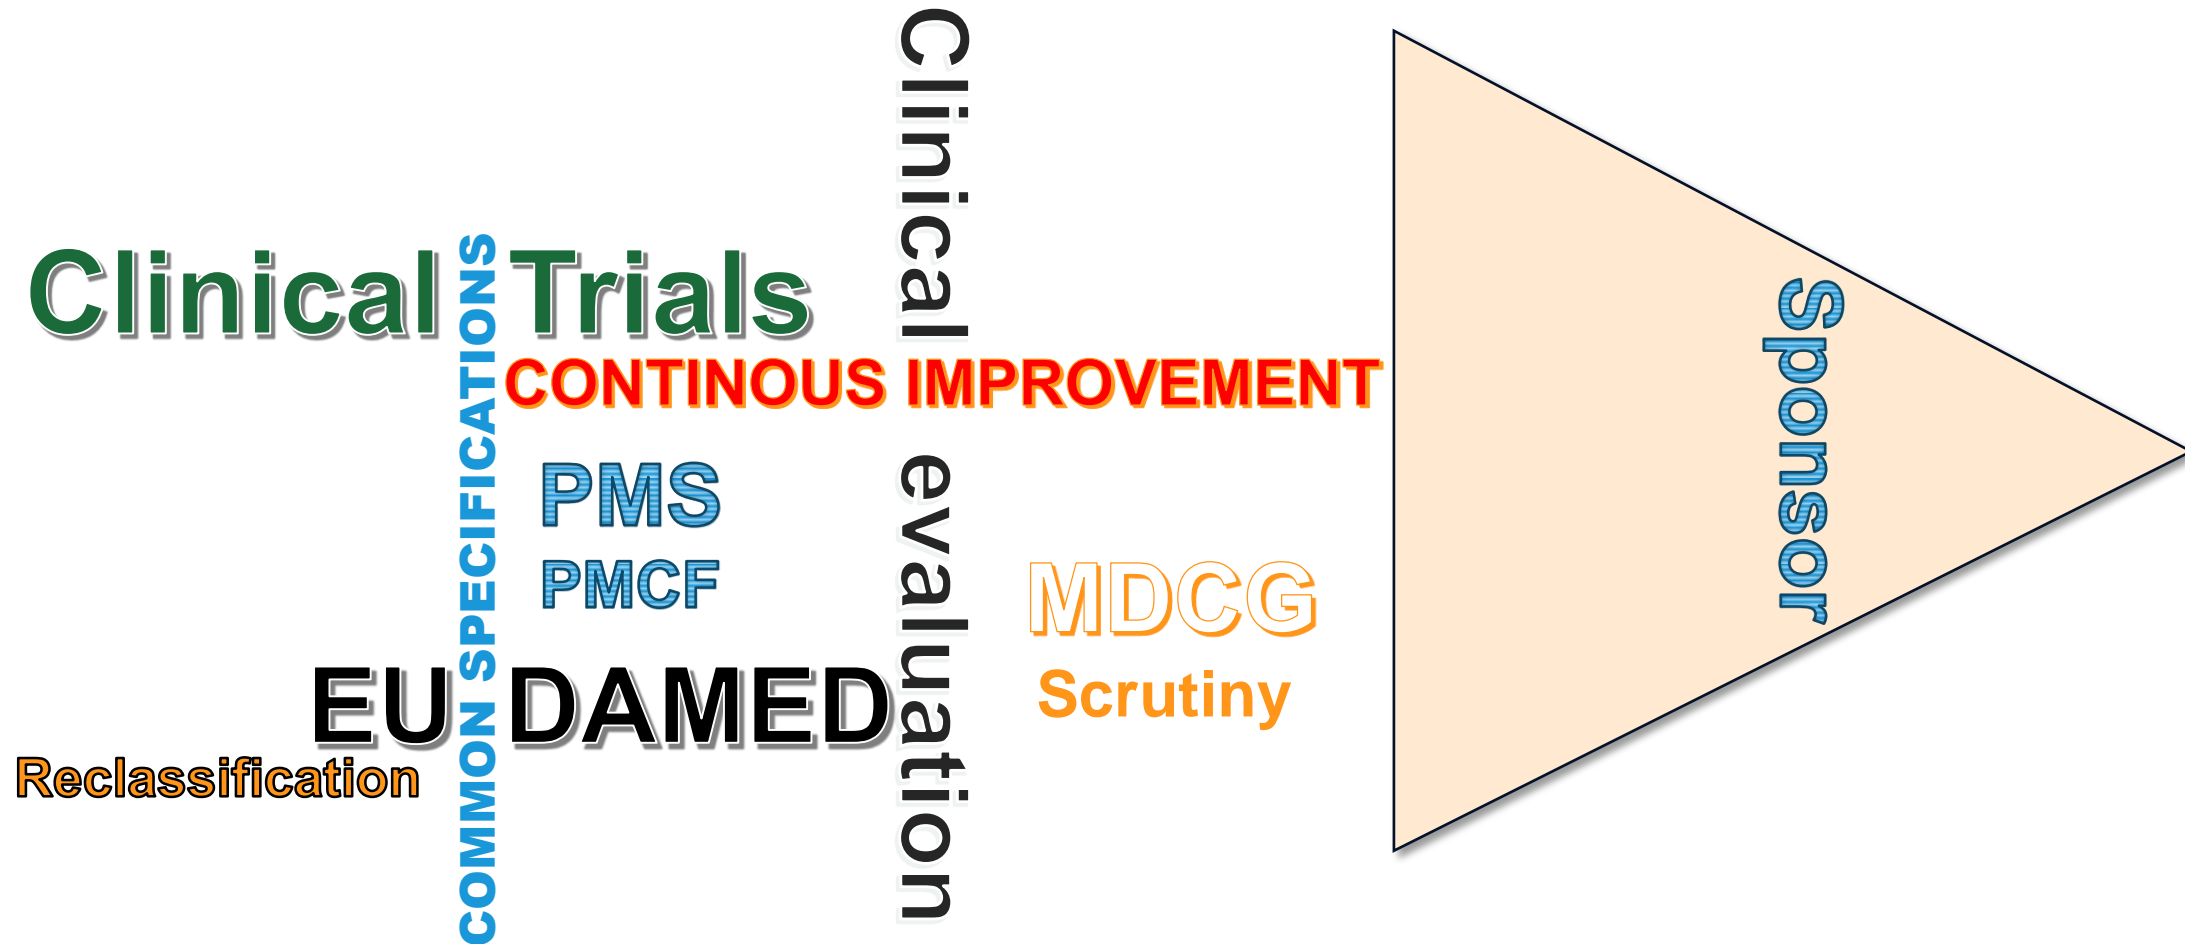 Clinical Trials
COMMON SPECIFICATIONS
Clinical evaluation
CONTINOUS IMPROVEMENT
PMS
PMCF
EU DAMED
Reclassification
MDCG
Scrutiny
Sponsor